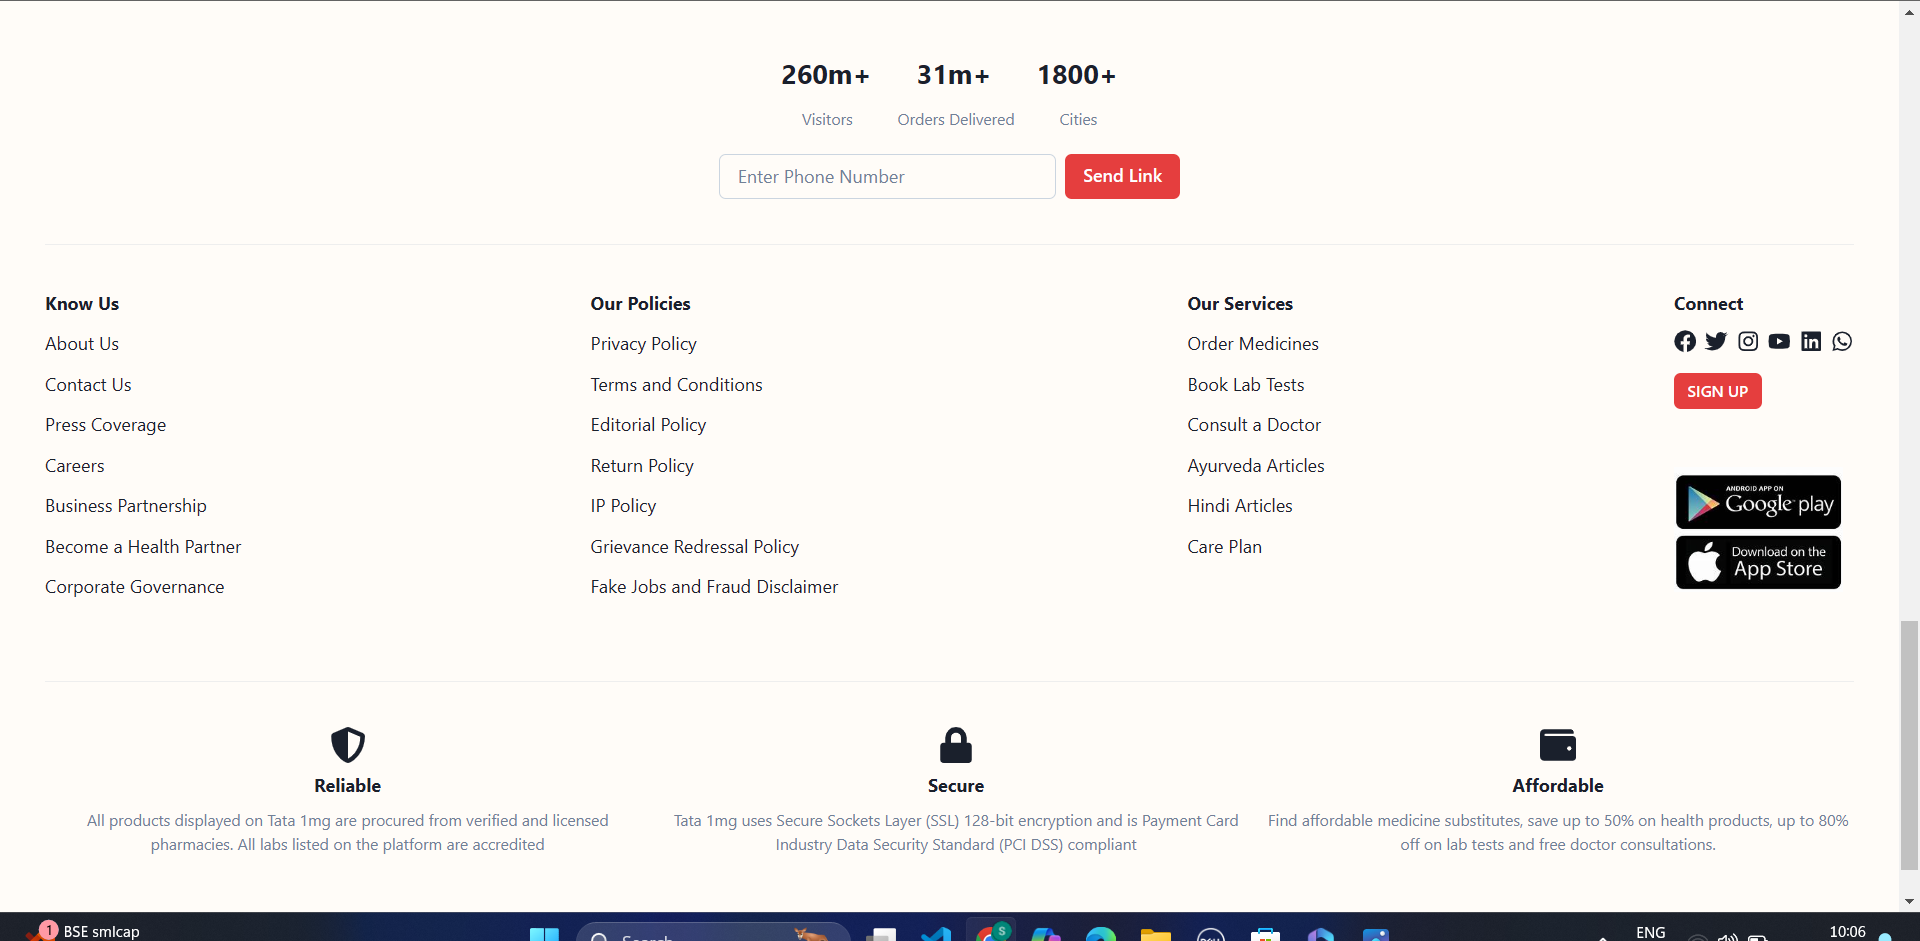 260m+ 31m+ 1800+
Visitors Orders Delivered Cities
Enter Phone Number Send Link
Know Us
About Us
Contact Us
Press Coverage
Careers
Business Partnership
Become a Health Partner
Corporate Governance
Our Policies
Privacy Policy
Terms and Conditions
Editorial Policy
Return Policy
IP Policy
Grievance Redressal Policy
Fake Jobs and Fraud Disclaimer
Our Services
Order Medicines
Book Lab Tests
Consult a Doctor
Ayurveda Articles
Hindi Articles
Care Plan
Connect
SIGN UP
ANDROID APP ON
Google play
Download on the
App Store
Reliable
All products displayed on Tata 1mg are procured from verified and licensed
pharmacies. All labs listed on the platform are accredited
Secure
Tata 1mg uses Secure Sockets Layer (SSL) 128-bit encryption and is Payment Card
Industry Data Security Standard (PCI DSS) compliant
Affordable
Find affordable medicine substitutes, save up to 50% on health products, up to 80%
off on lab tests and free doctor consultations.
1 BSE smlcap
Search
S
ENG
10:06